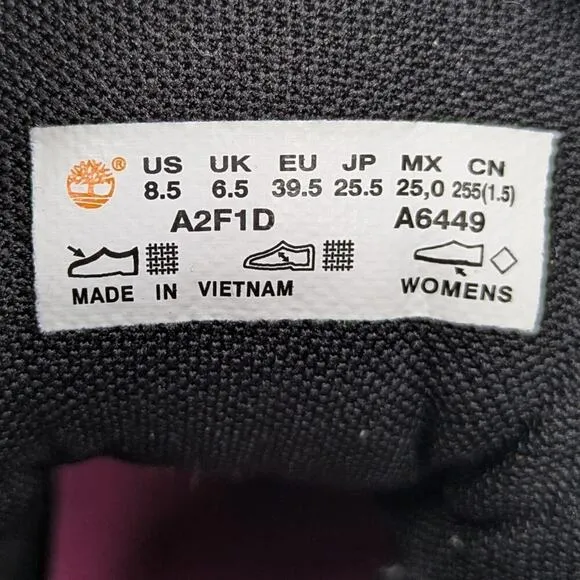 ® US UK EU JP MX CN
8.5 6.5 39.5 25.5 25,0 255(1.5)
A2F1D A6449
MADE IN VIETNAM WOMENS